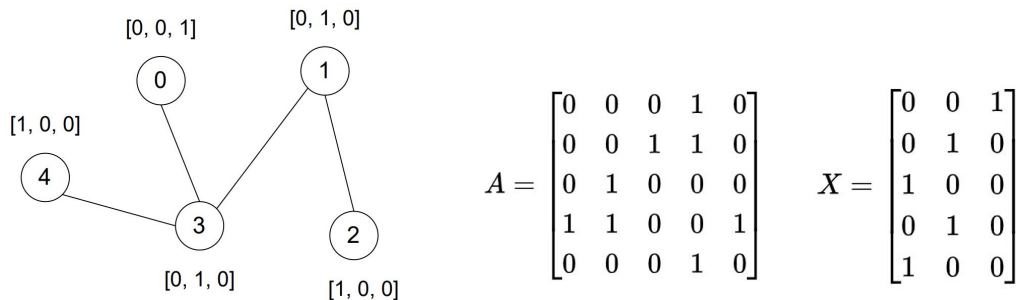 [0, 0, 1]
[0, 1, 0]
0
1
[1, 0, 0]
4
3
2
[0, 1, 0]
[1, 0, 0]
A =
0 0 0 1 0
0 0 1 1 0
0 1 0 0 0
1 1 0 0 1
0 0 0 1 0
X =
0 0 1
0 1 0
1 0 0
0 1 0
1 0 0